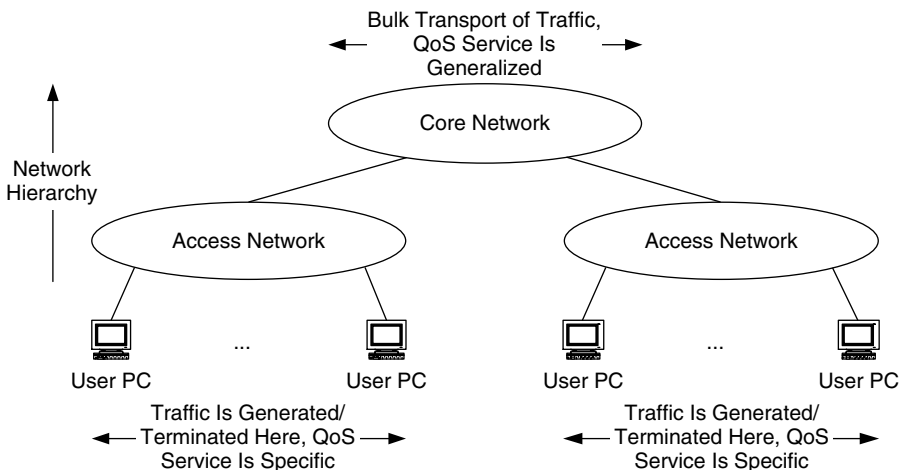 Bulk Transport of Traffic,
QoS Service Is
Generalized
Core Network
Network
Hierarchy
Access Network
Access Network
...
...
User PC
User PC
User PC
User PC
Traffic Is Generated/
Terminated Here, QoS
Service Is Specific
Traffic Is Generated/
Terminated Here, QoS
Service Is Specific